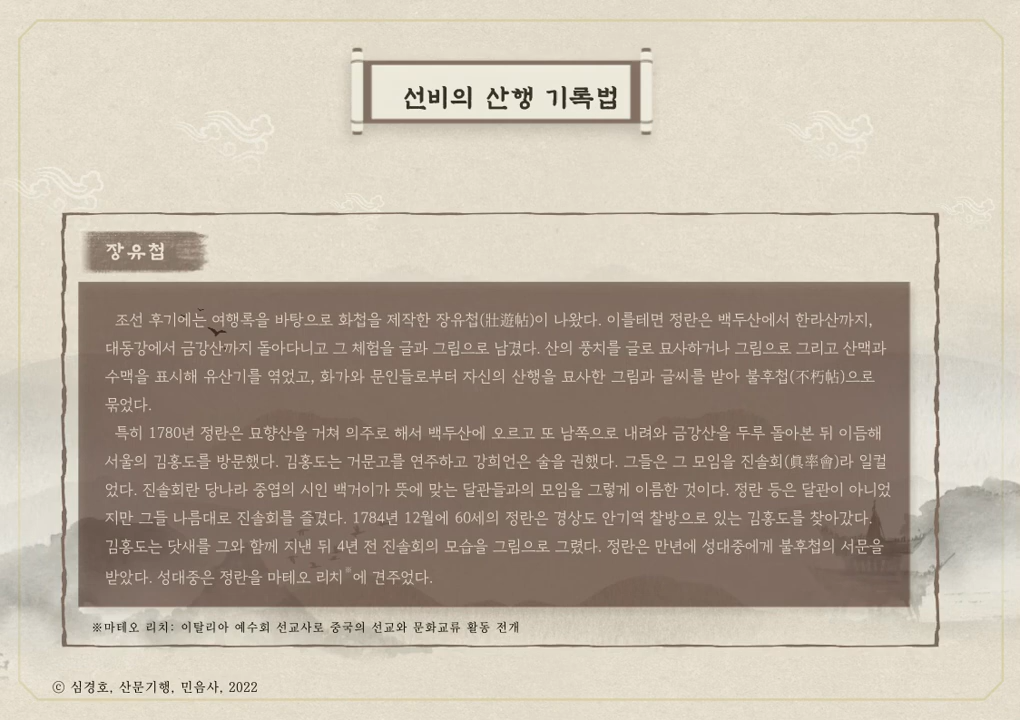 선비의 산행 기록법
장유첩
조선 후기에는 여행록을 바탕으로 화첩을 제작한 장유첩(壯遊帖)이 나왔다. 이를테면 정란은 백두산에서 한라산까지,
대동강에서 금강산까지 돌아다니고 그 체험을 글과 그림으로 남겼다. 산의 풍치를 글로 묘사하거나 그림으로 그리고 산맥과
수맥을 표시해 유산기를 엮었고, 화가와 문인들로부터 자신의 산행을 묘사한 그림과 글씨를 받아 불후첩(不朽帖)으로
묶었다.
특히 1780년 정란은 묘향산을 거쳐 의주로 해서 백두산에 오르고 또 남쪽으로 내려와 금강산을 두루 돌아본 뒤 이듬해
서울의 김홍도를 방문했다. 김홍도는 거문고를 연주하고 강희언은 술을 권했다. 그들은 그 모임을 진솔회(眞率會)라 일컬
었다. 진솔회란 당나라 중엽의 시인 백거이가 뜻에 맞는 달관들과의 모임을 그렇게 이름한 것이다. 정란 등은 달관이 아니었
지만 그들 나름대로 진솔회를 즐겼다. 1784년 12월에 60세의 정란은 경상도 안기역 찰방으로 있는 김홍도를 찾아갔다.
김홍도는 닷새를 그와 함께 지낸 뒤 4년 전 진솔회의 모습을 그림으로 그렸다. 정란은 만년에 성대중에게 불후첩의 서문을
받았다. 성대중은 정란을 마테오 리치※에 견주었다.
※마테오 리치: 이탈리아 예수회 선교사로 중국의 선교와 문화교류 활동 전개
ⓒ 심경호, 산문기행, 민음사, 2022